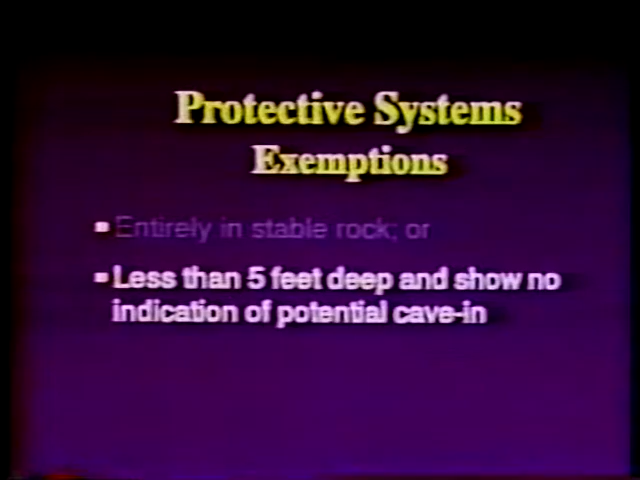 Protective Systems
Exemptions
Entirely in stable rock; or
Less than 5 feet deep and show no
indication of potential cave-in